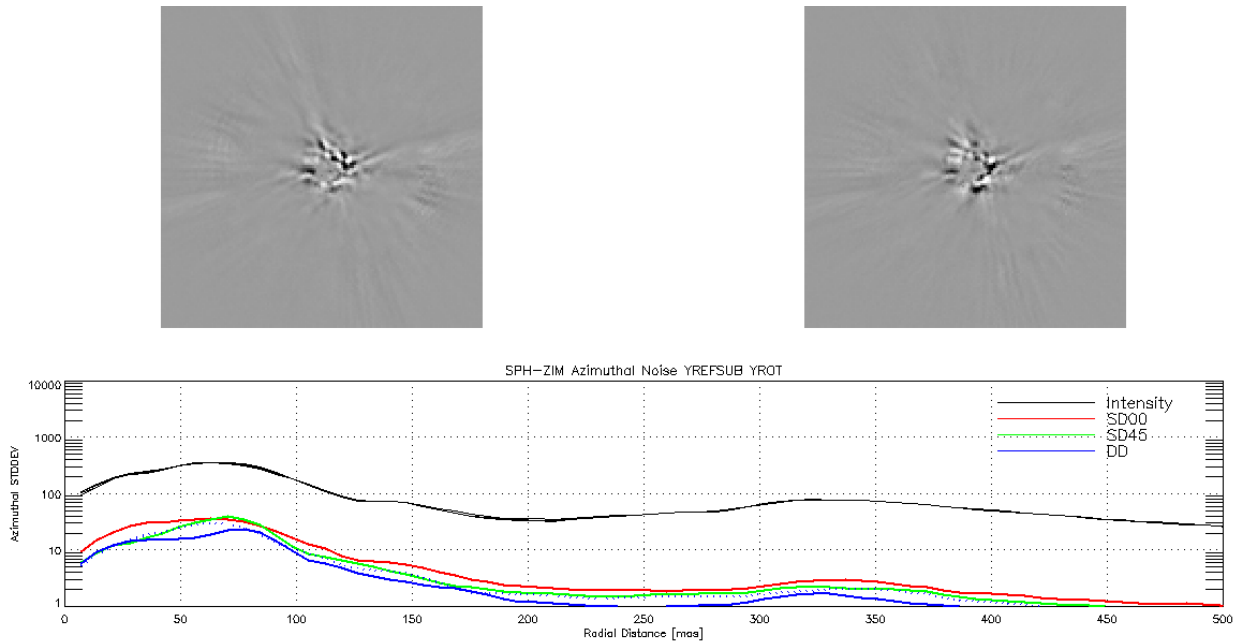 SPH-ZIM Azimuthal Noise YREFSUB YROT
10000
1000
100
10
1
Azimuthal STDDEV
Intensity
SD00
SD45
DD
0 50 100 150 200 250 300 350 400 450 500
Radial Distance [mas]